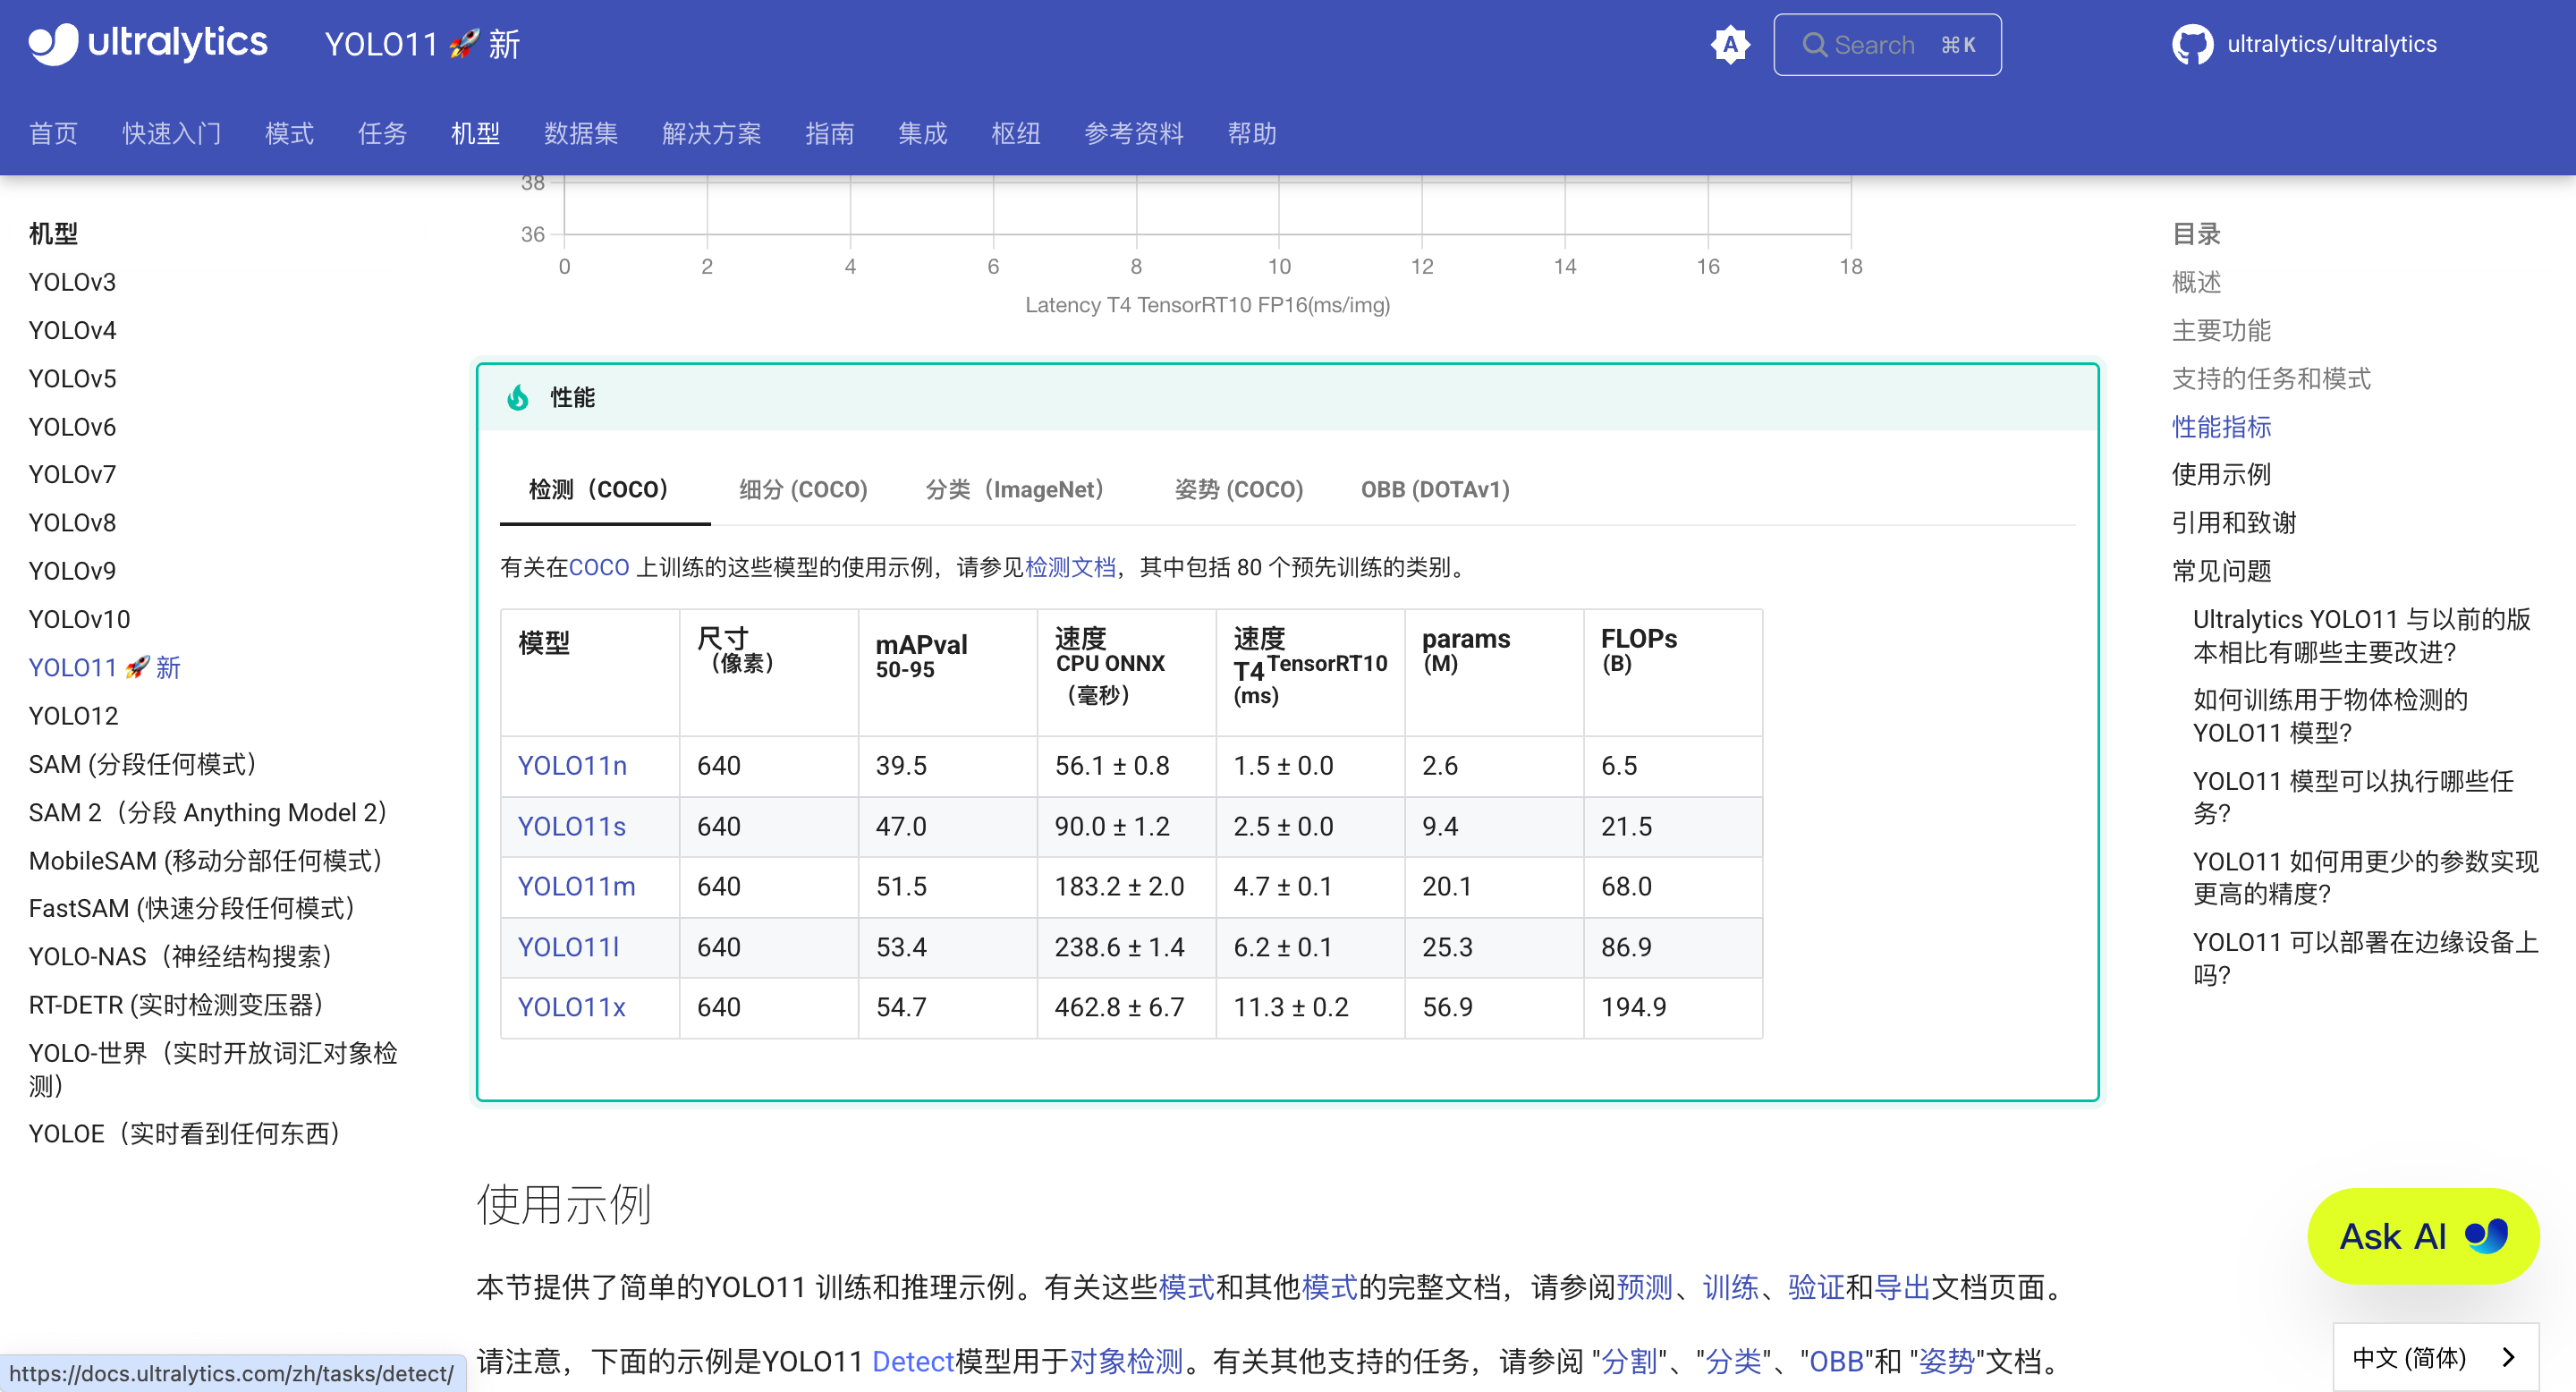 ultralytics YOLO11 🚀 新 A Search ⌘K ultralytics/ultralytics
首页 快速入门 模式 任务 机型 数据集 解决方案 指南 集成 枢纽 参考资料 帮助
机型
YOLOv3
YOLOv4
YOLOv5
YOLOv6
YOLOv7
YOLOv8
YOLOv9
YOLOv10
YOLO11 🚀 新
YOLO12
SAM (分段任何模式）
SAM 2（分段 Anything Model 2）
MobileSAM (移动分部任何模式）
FastSAM (快速分段任何模式）
YOLO-NAS（神经结构搜索）
RT-DETR (实时检测变压器）
YOLO-世界（实时开放词汇对象检
测）
YOLOE（实时看到任何东西）
38
36
0 2 4 6 8 10 12 14 16 18
Latency T4 TensorRT10 FP16(ms/img)
性能
检测（COCO） 细分 (COCO) 分类（ImageNet） 姿势 (COCO) OBB (DOTAv1)
有关在COCO 上训练的这些模型的使用示例，请参见检测文档，其中包括 80 个预先训练的类别。
模型 尺寸（像素） mAPval 50-95 速度 CPU ONNX（毫秒） 速度 T4 TensorRT10 (ms) params (M) FLOPs (B)
YOLO11n 640 39.5 56.1 ± 0.8 1.5 ± 0.0 2.6 6.5
YOLO11s 640 47.0 90.0 ± 1.2 2.5 ± 0.0 9.4 21.5
YOLO11m 640 51.5 183.2 ± 2.0 4.7 ± 0.1 20.1 68.0
YOLO11l 640 53.4 238.6 ± 1.4 6.2 ± 0.1 25.3 86.9
YOLO11x 640 54.7 462.8 ± 6.7 11.3 ± 0.2 56.9 194.9
使用示例
本节提供了简单的YOLO11 训练和推理示例。有关这些模式和其他模式的完整文档，请参阅预测、训练、验证和导出文档页面。
请注意，下面的示例是YOLO11 Detect模型用于对象检测。有关其他支持的任务，请参阅 "分割"、"分类"、"OBB"和 "姿势"文档。
目录
概述
主要功能
支持的任务和模式
性能指标
使用示例
引用和致谢
常见问题
Ultralytics YOLO11 与以前的版
本相比有哪些主要改进？
如何训练用于物体检测的
YOLO11 模型？
YOLO11 模型可以执行哪些任
务？
YOLO11 如何用更少的参数实现
更高的精度？
YOLO11 可以部署在边缘设备上
吗？
Ask AI
中文 (简体)
https://docs.ultralytics.com/zh/tasks/detect/